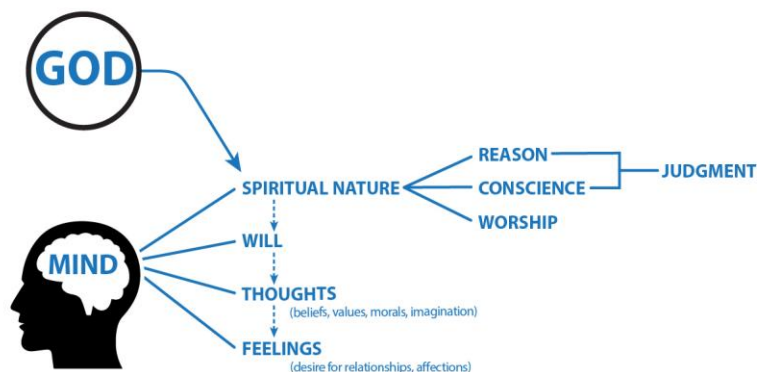 GOD
REASON
JUDGMENT
SPIRITUAL NATURE
CONSCIENCE
WORSHIP
WILL
MIND
THOUGHTS
(beliefs, values, morals, imagination)
FEELINGS
(desire for relationships, affections)